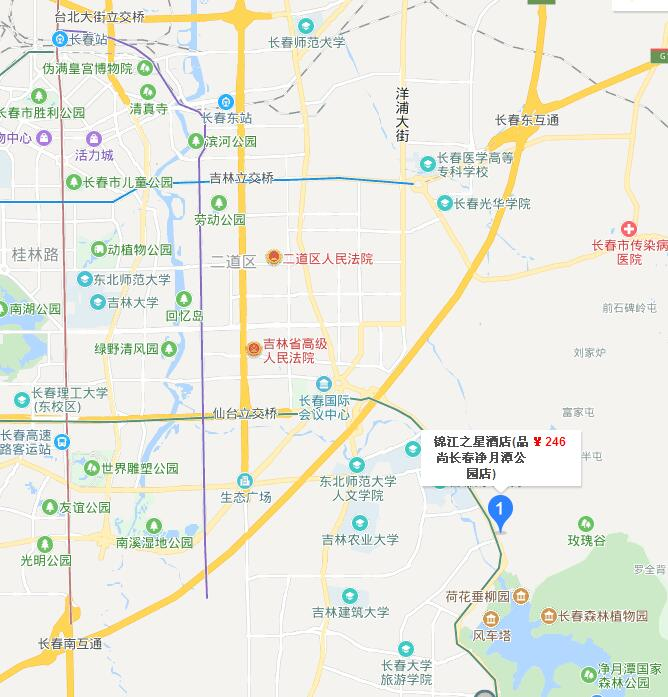 台北大街立交桥
长春站
长春师范大学
G
伪满皇宫博物院
清真寺
洋浦大街
长春市胜利公园
长春东站
长春东互通
物中心
活力城
滨河公园
长春医学高等
专科学校
吉林立交桥
长春市儿童公园
长春光华学院
劳动公园
长春市传染病
医院
桂林路
动植物公园
二道区
二道区人民法院
东北师范大学
吉林大学
回忆岛
南湖公园
前石碑岭屯
吉林省高级
人民法院
绿野清风园
刘家炉
长春理工大学
(东校区)
长春国际
会议中心
仙台立交桥
富家屯
长春高速
路客运站
锦江之星酒店(品
尚长春净月潭公
园店)
¥ 246
半屯
世界雕塑公园
生态广场
东北师范大学
人文学院
1
友谊公园
南溪湿地公园
吉林农业大学
玫瑰谷
光明公园
罗全背
荷花垂柳园
吉林建筑大学
长春森林植物园
风车塔
长春南互通
长春大学
旅游学院
净月潭国家
森林公园